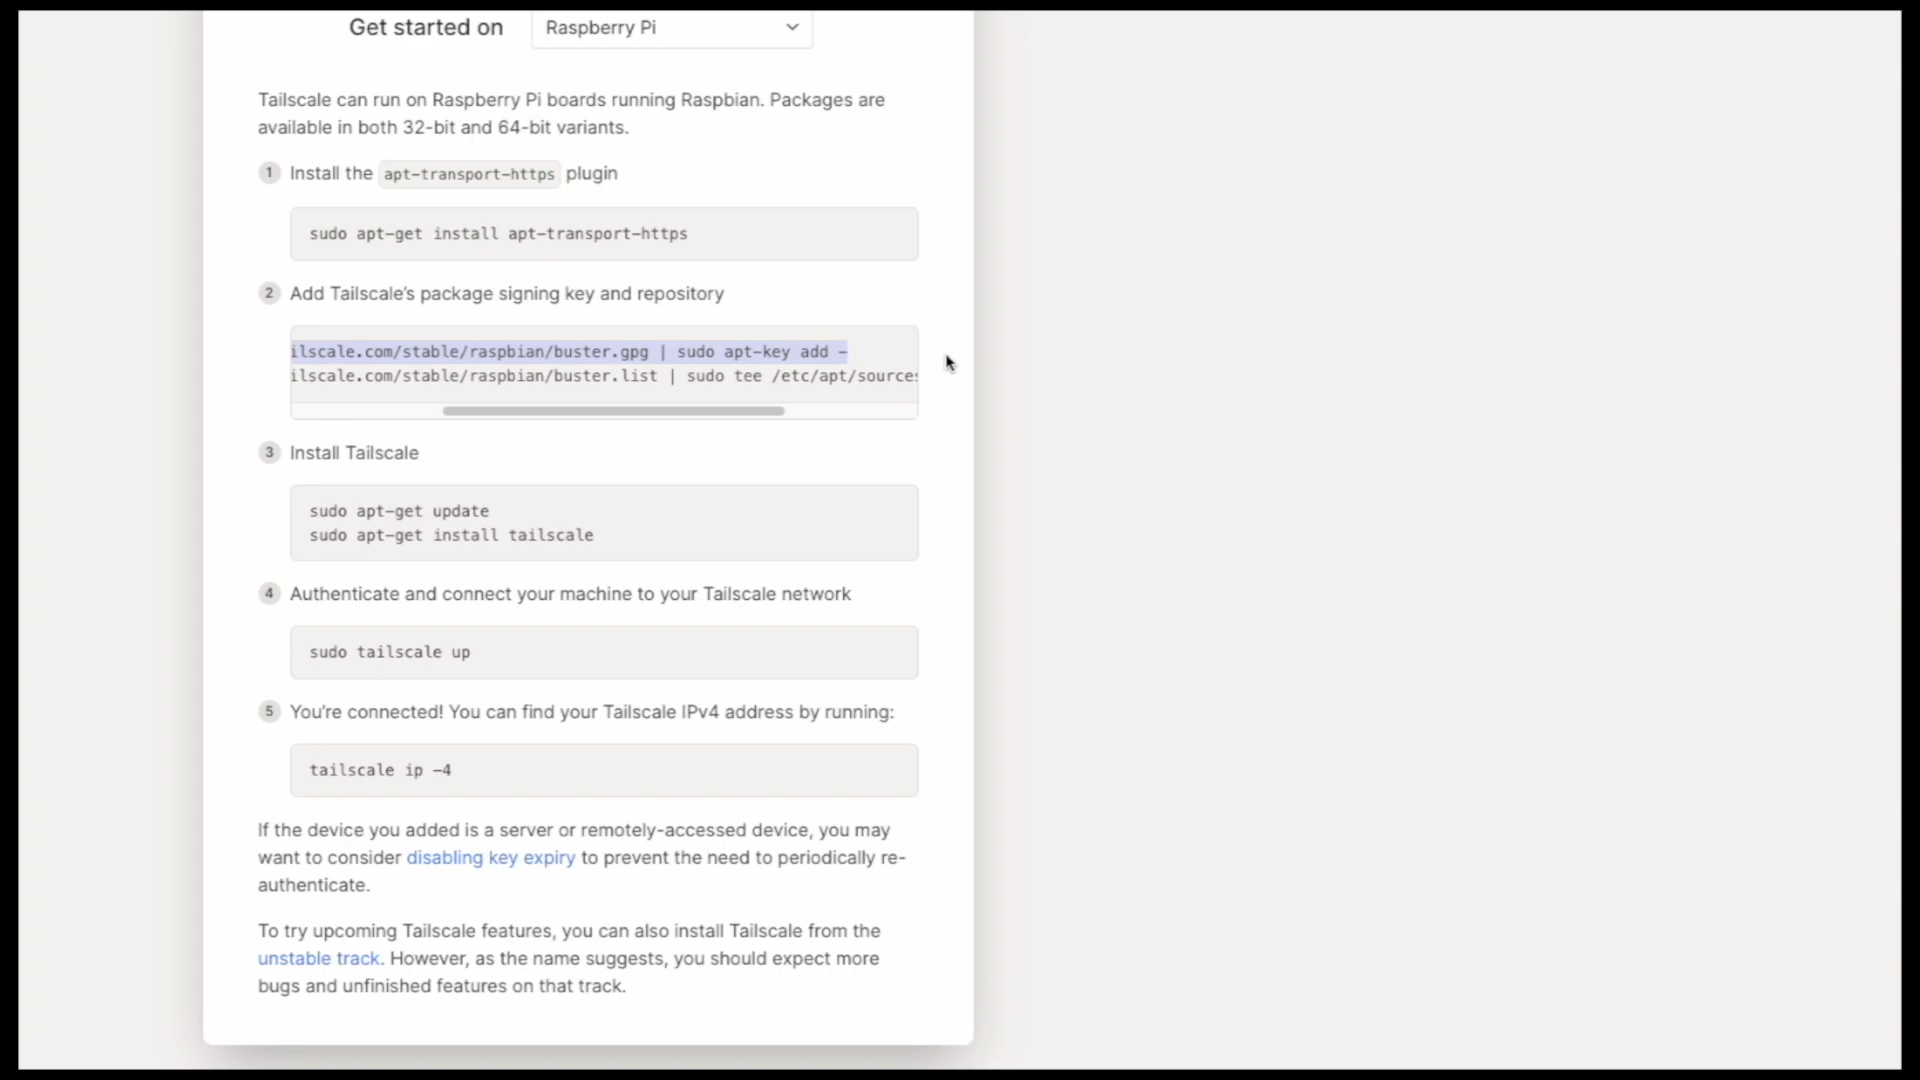 Get started on Raspberry Pi
Tailscale can run on Raspberry Pi boards running Raspbian. Packages are
available in both 32-bit and 64-bit variants.
1 Install the apt-transport-https plugin
sudo apt-get install apt-transport-https
2 Add Tailscale’s package signing key and repository
ilscale.com/stable/raspbian/buster.gpg | sudo apt-key add -
ilscale.com/stable/raspbian/buster.list | sudo tee /etc/apt/sources
3 Install Tailscale
sudo apt-get update
sudo apt-get install tailscale
4 Authenticate and connect your machine to your Tailscale network
sudo tailscale up
5 You’re connected! You can find your Tailscale IPv4 address by running:
tailscale ip -4
If the device you added is a server or remotely-accessed device, you may
want to consider disabling key expiry to prevent the need to periodically re-
authenticate.
To try upcoming Tailscale features, you can also install Tailscale from the
unstable track. However, as the name suggests, you should expect more
bugs and unfinished features on that track.